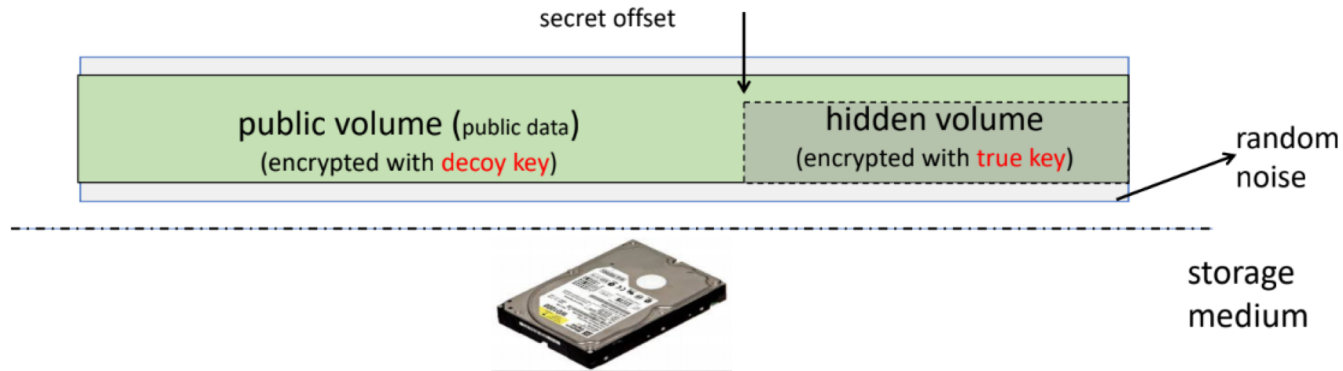 secret offset
public volume (public data)
(encrypted with decoy key)
hidden volume
(encrypted with true key)
random
noise
storage
medium